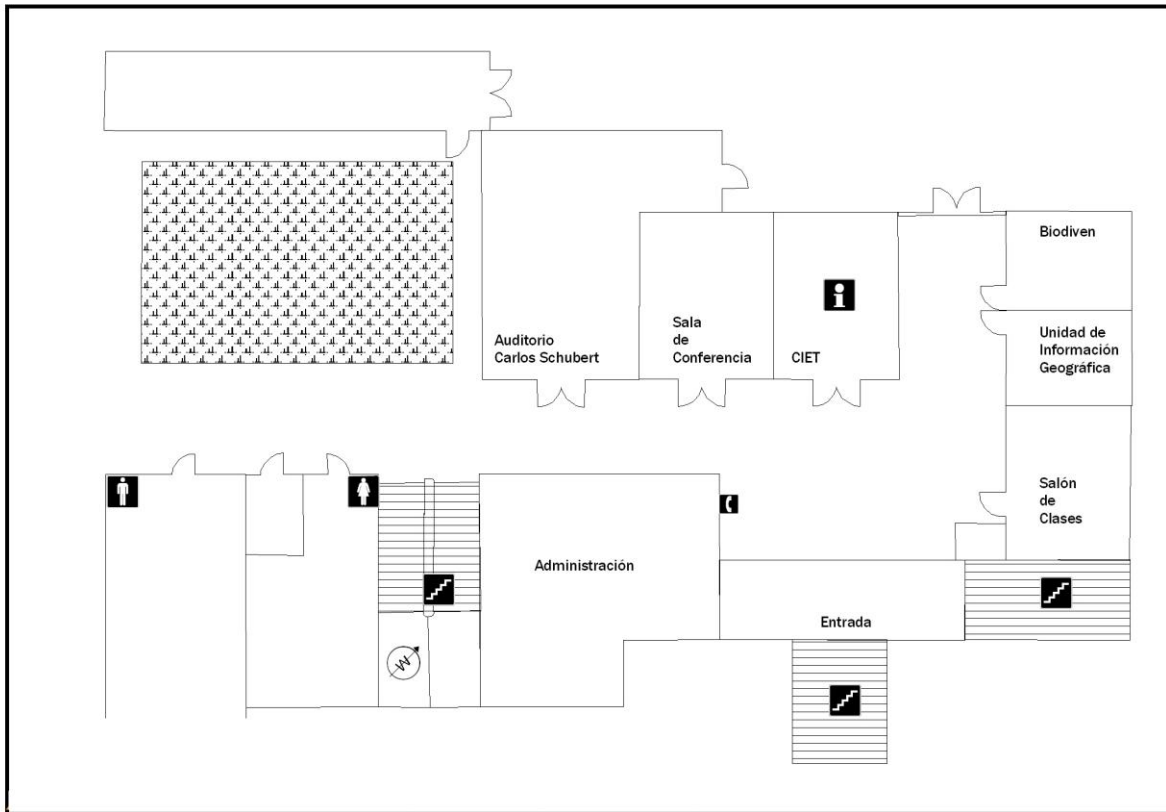 Biodiven
Auditorio
Carlos Schubert
Sala
de
Conferencia
CIET
Unidad de
Información
Geográfica
Salón
de
Clases
Administración
Entrada
W